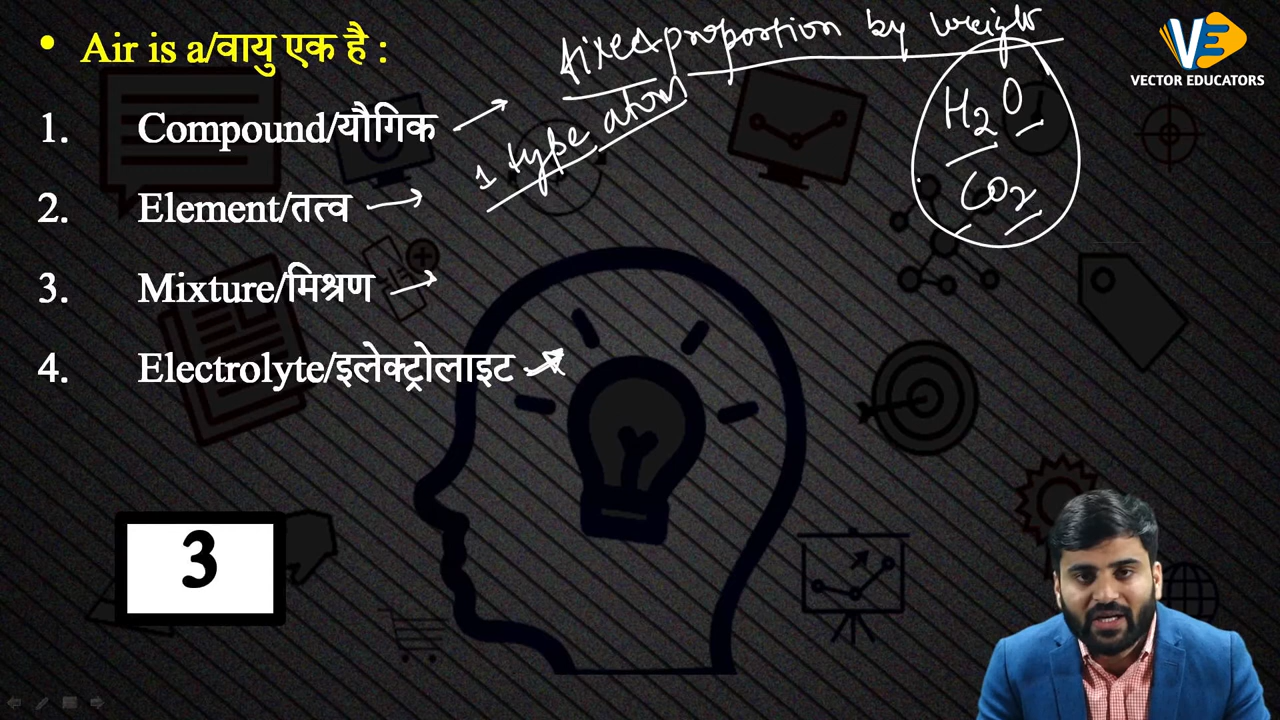 • Air is a/वायु एक है :
fixed proportion by weight
1. Compound/यौगिक
H2O
1 type atom
CO2
2. Element/तत्व
3. Mixture/मिश्रण
4. Electrolyte/इलेक्ट्रोलाइट
3
VE
VECTOR EDUCATORS